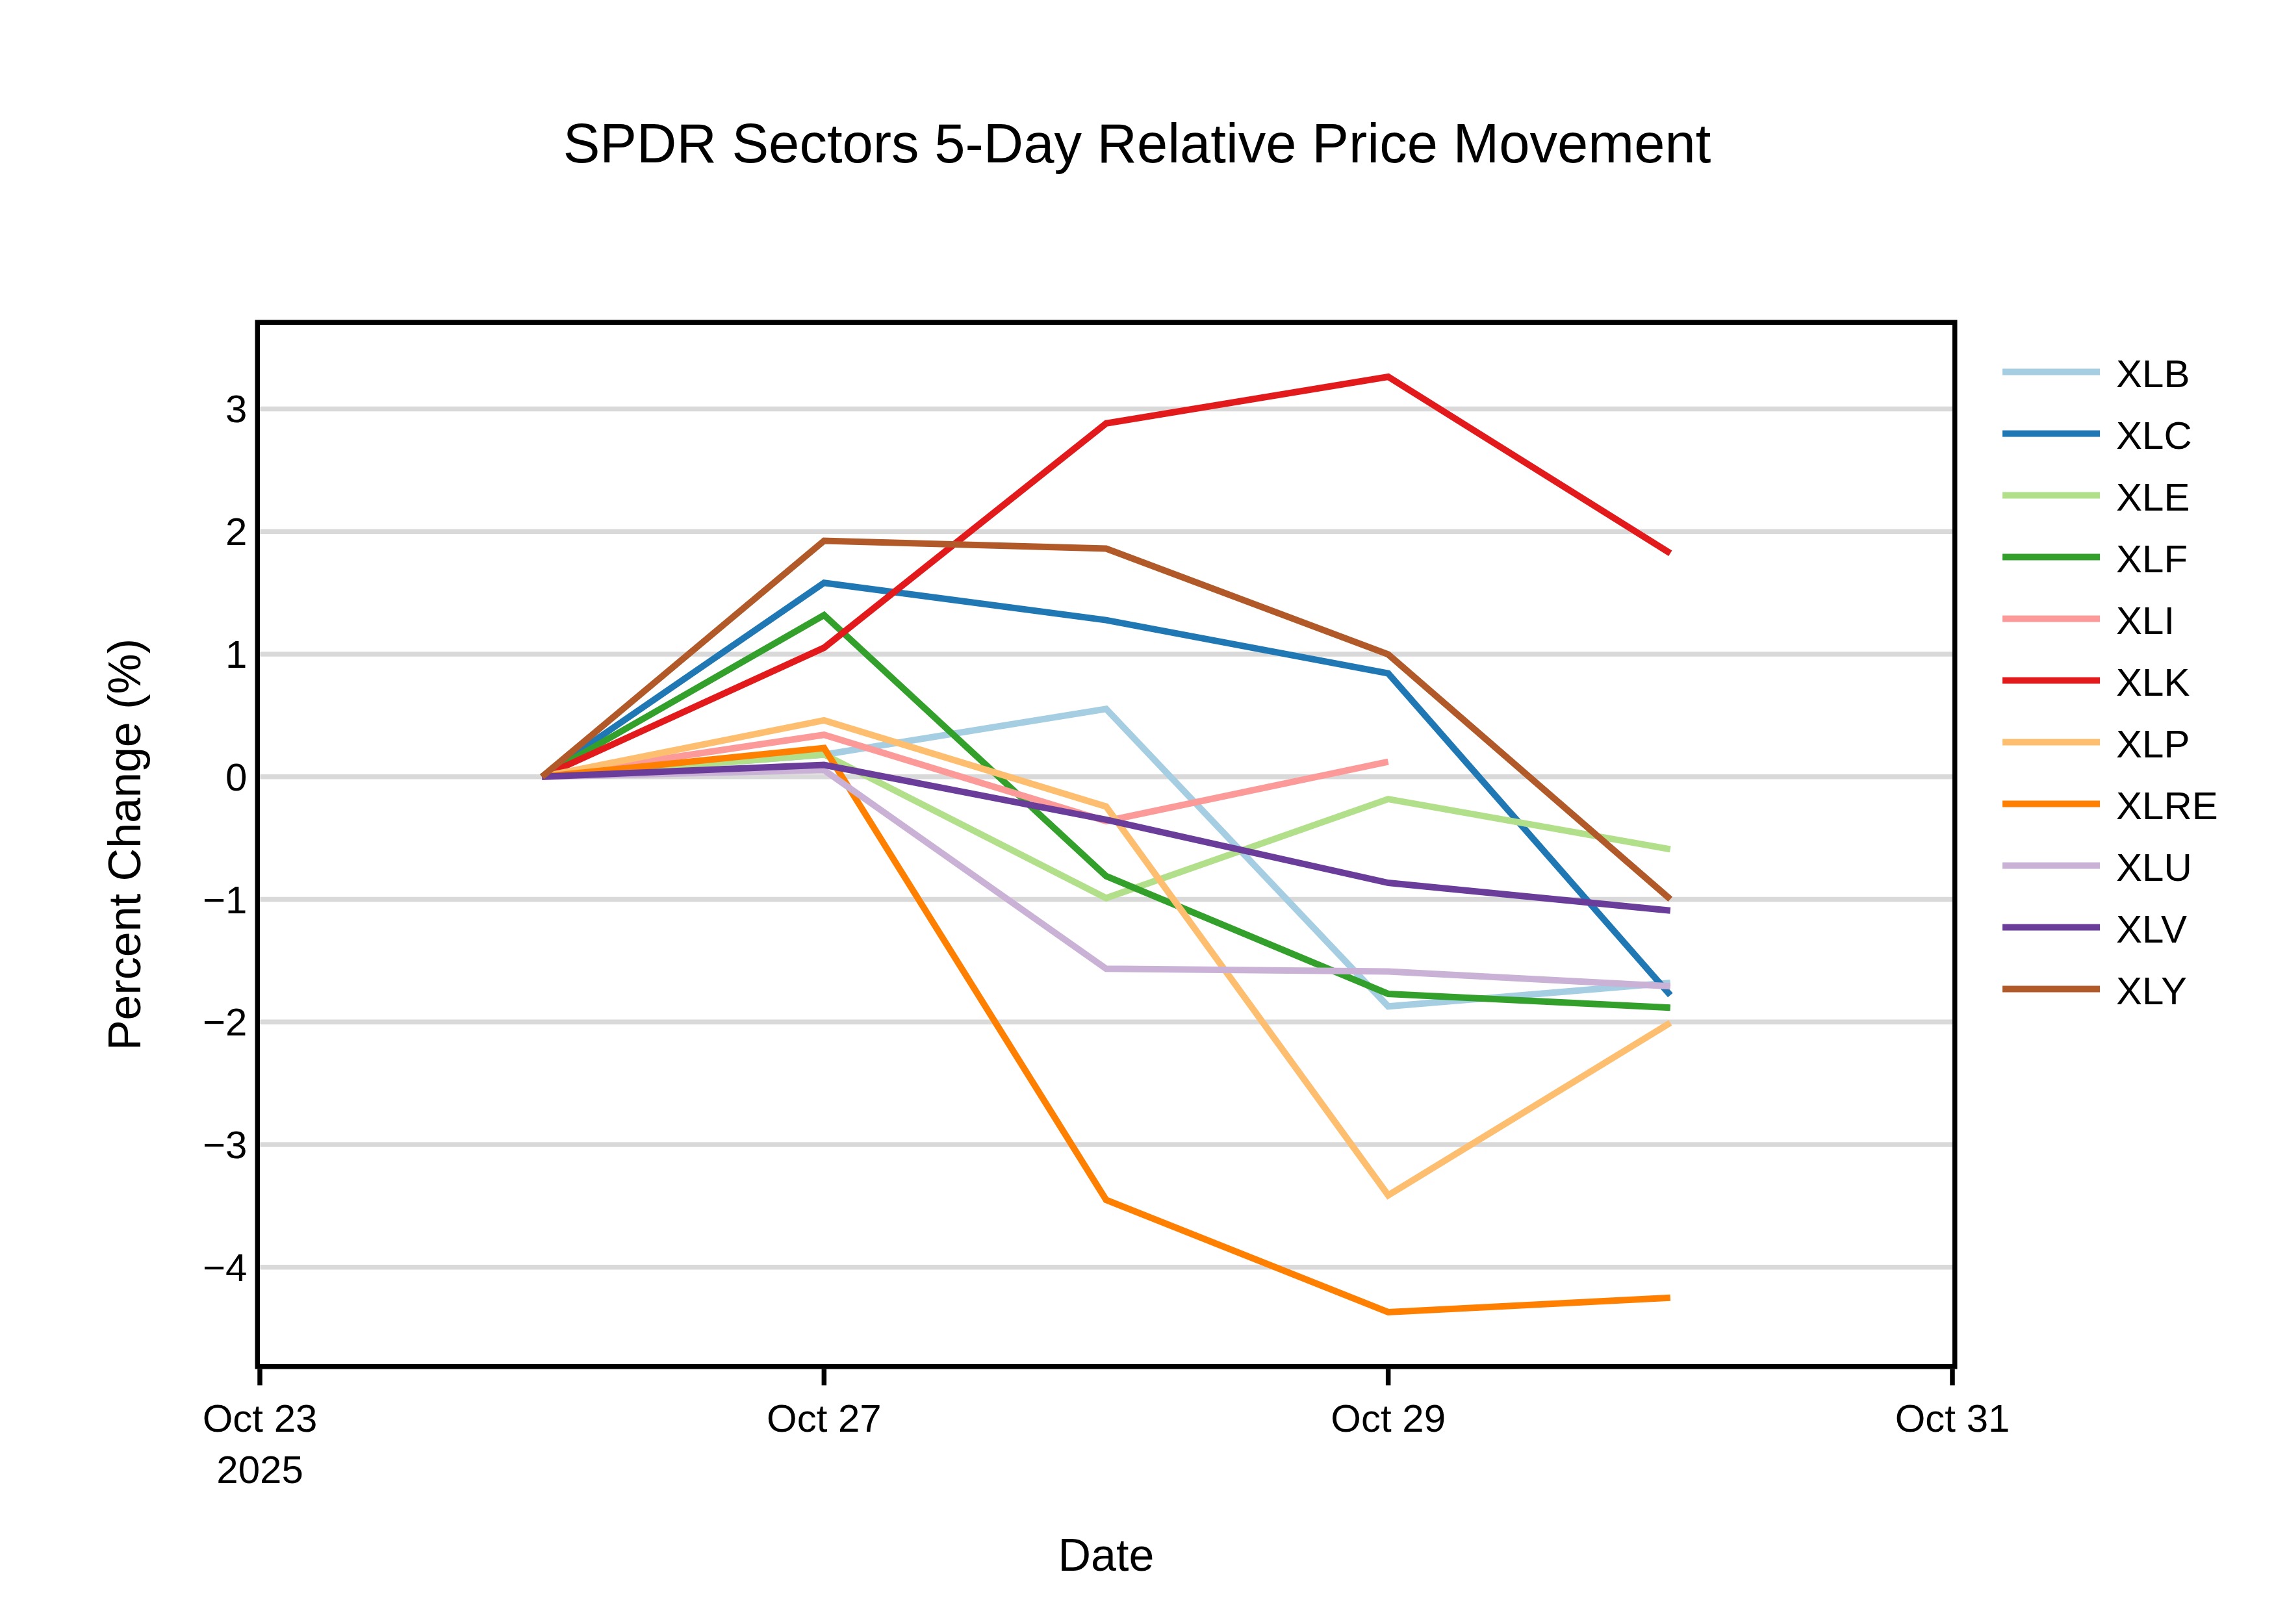 SPDR Sectors 5-Day Relative Price Movement
Percent Change (%)
3
2
1
0
−1
−2
−3
−4
Oct 23
2025
Oct 27
Oct 29
Oct 31
Date
XLB
XLC
XLE
XLF
XLI
XLK
XLP
XLRE
XLU
XLV
XLY